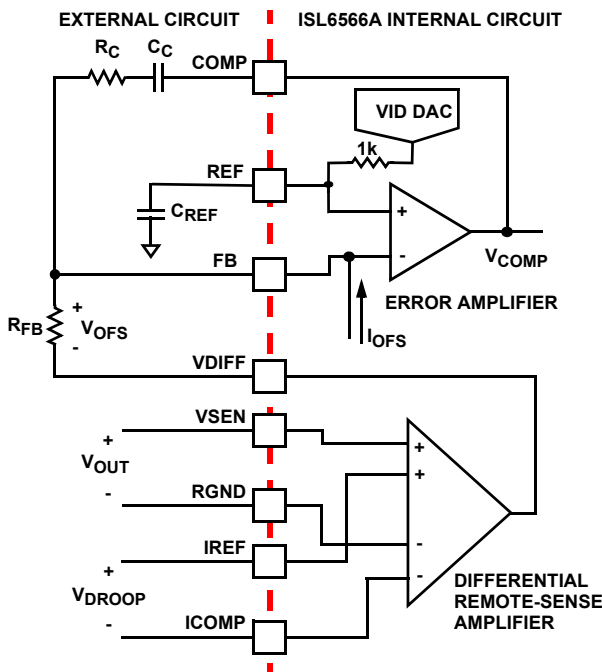 EXTERNAL CIRCUIT
ISL6566A INTERNAL CIRCUIT
RC
CC
COMP
VID DAC
1k
REF
CREF
+
-
FB
VCOMP
ERROR AMPLIFIER
IOFS
RFB
+
VOFS
-
VDIFF
VSEN
+
VOUT
-
+
+
RGND
IREF
-
-
+
VDROOP
-
ICOMP
DIFFERENTIAL
REMOTE-SENSE
AMPLIFIER